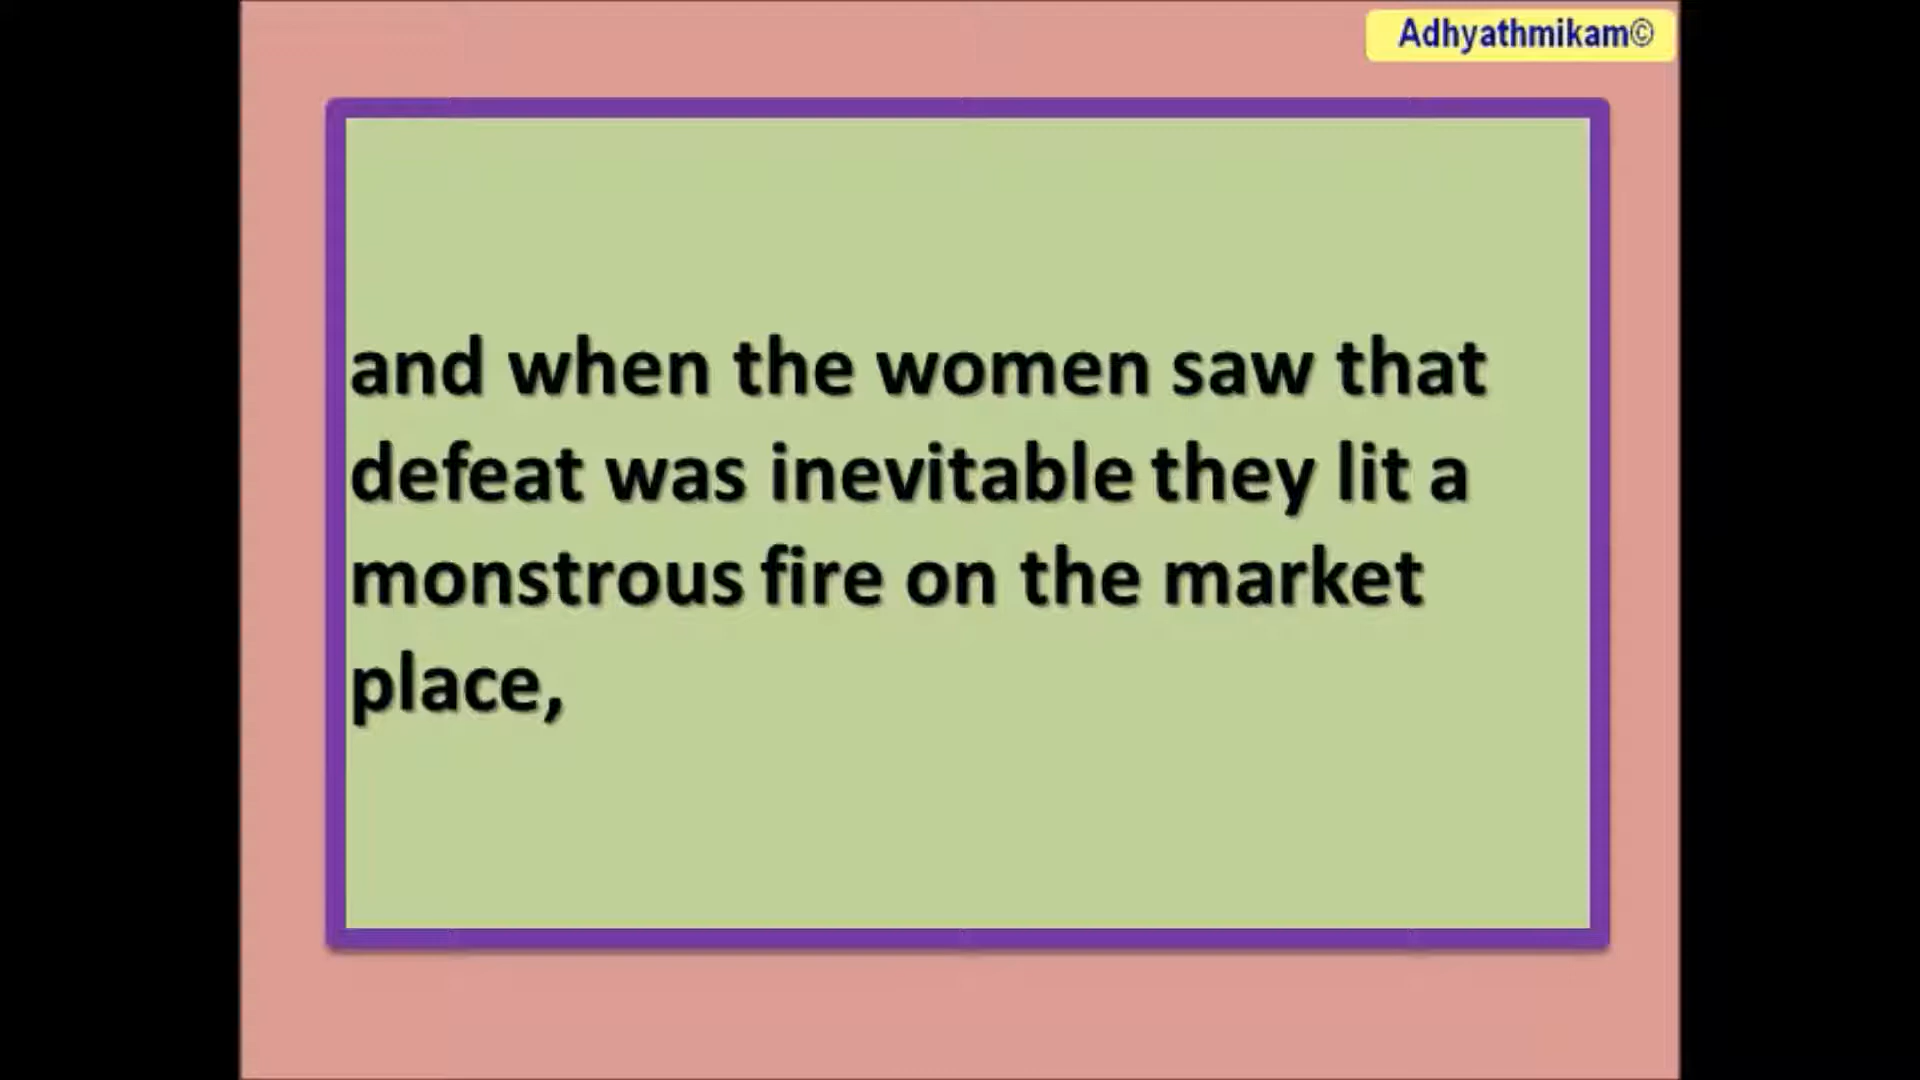 Adhyathmikam©
and when the women saw that
defeat was inevitable they lit a
monstrous fire on the market
place,